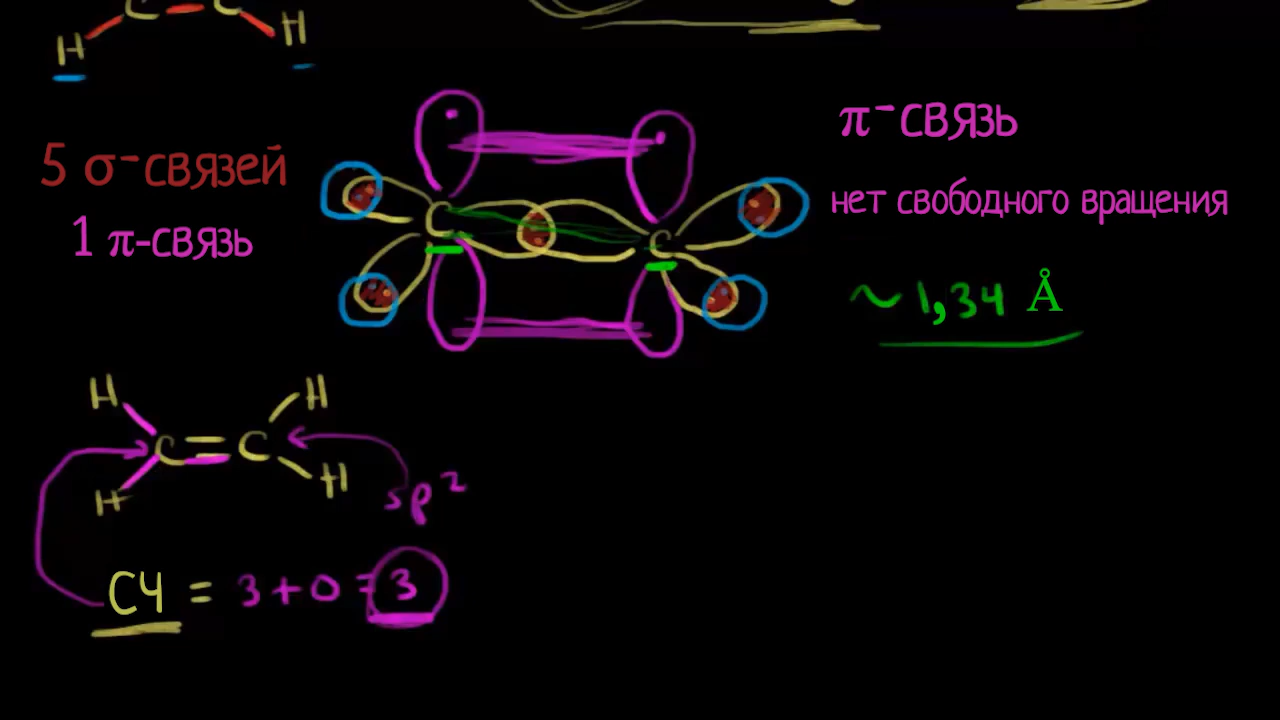 C C
H H
π-связь
5 σ-связей
нет свободного вращения
1 π-связь
C C
~1,34 Å
H H
C=C
H H
sp²
СЧ = 3+0=3